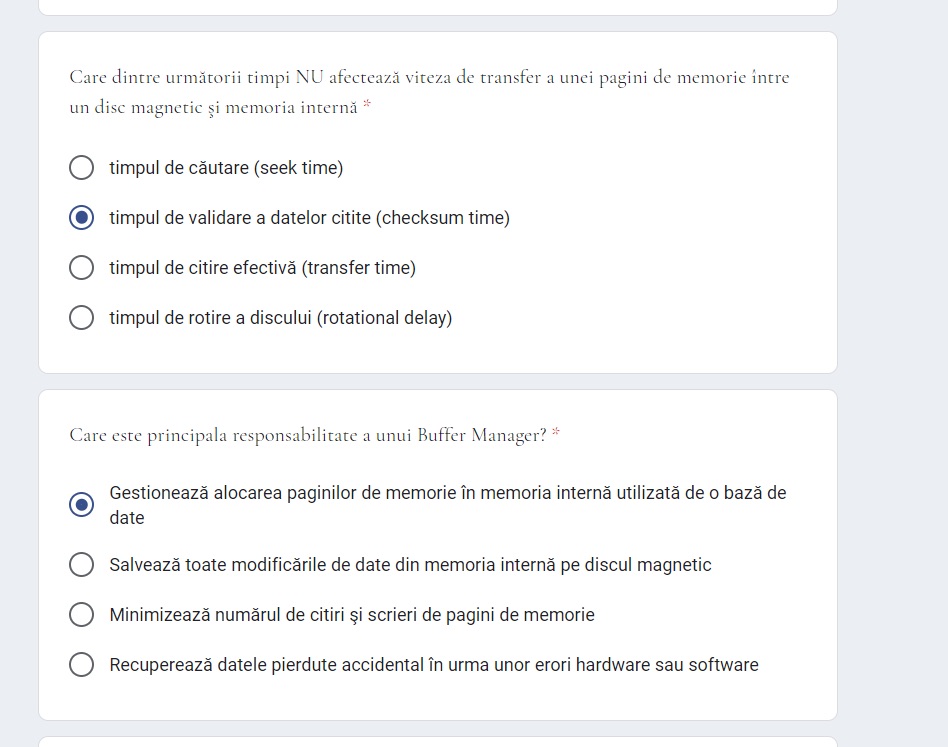 Care dintre următorii timpi NU afectează viteza de transfer a unei pagini de memorie între
un disc magnetic şi memoria internă *
timpul de căutare (seek time)
timpul de validare a datelor citite (checksum time)
timpul de citire efectivă (transfer time)
timpul de rotire a discului (rotational delay)
Care este principala responsabilitate a unui Buffer Manager? *
Gestionează alocarea paginilor de memorie în memoria internă utilizată de o bază de
date
Salvează toate modificările de date din memoria internă pe discul magnetic
Minimizează numărul de citiri şi scrieri de pagini de memorie
Recuperează datele pierdute accidental în urma unor erori hardware sau software